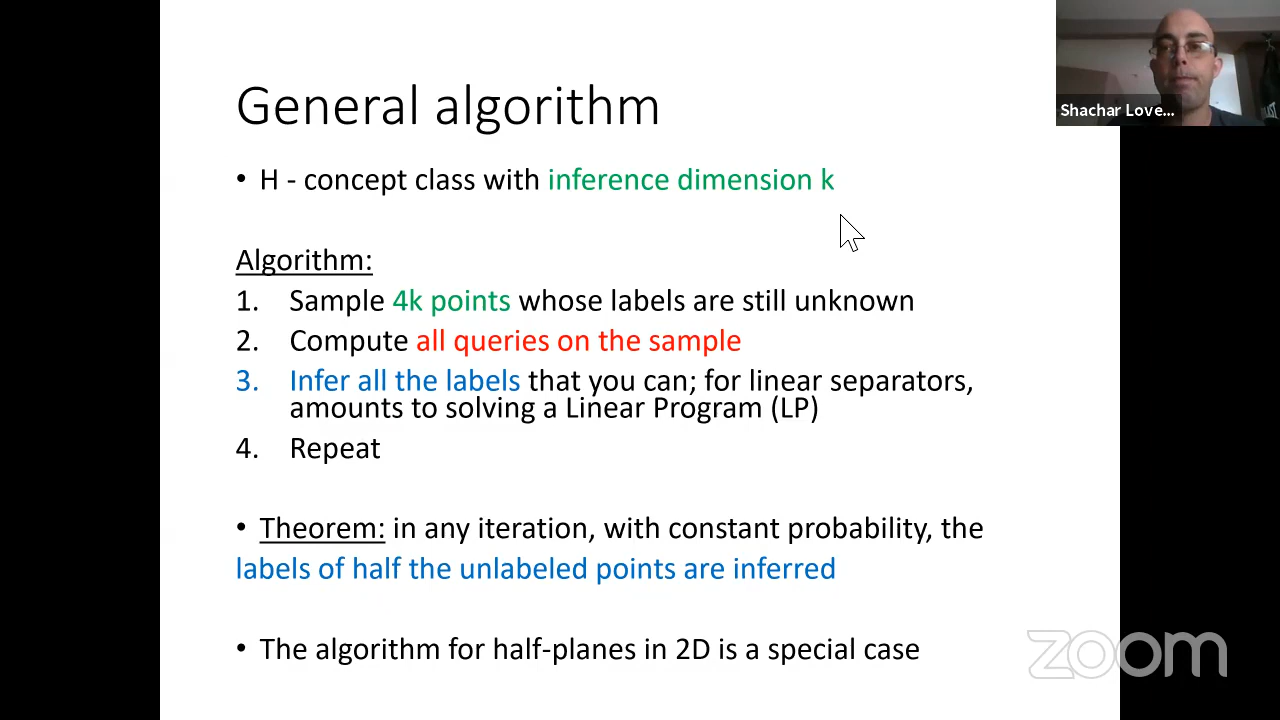 General algorithm
• H - concept class with inference dimension k
Algorithm:
1. Sample 4k points whose labels are still unknown
2. Compute all queries on the sample
3. Infer all the labels that you can; for linear separators,
amounts to solving a Linear Program (LP)
4. Repeat
• Theorem: in any iteration, with constant probability, the
labels of half the unlabeled points are inferred
• The algorithm for half-planes in 2D is a special case
Shachar Love...
zoom